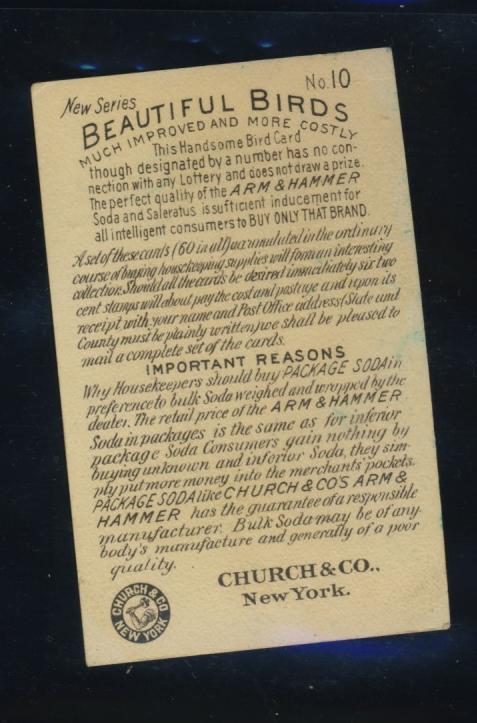 No. 10
New Series
BEAUTIFUL BIRDS
MUCH IMPROVED AND MORE COSTLY
This Handsome Bird Card
though designated by a number has no con-
nection with any Lottery and does not draw a prize.
The perfect quality of the ARM & HAMMER
Soda and Saleratus is sufficient inducement for
all intelligent consumers to BUY ONLY THAT BRAND.
A set of these cards (60 in all) accumulated in the ordinary
course of buying housekeeping supplies will form an interesting
collection. Should all the cards be desired immediately six two
cent stamps will about pay the cost and postage and upon its
receipt with your name and Post Office address (State and
County must be plainly written) we shall be pleased to
mail a complete set of the cards.
IMPORTANT REASONS
Why Housekeepers should buy PACKAGE SODA in
preference to bulk Soda weighed and wrapped by the
dealer. The retail price of the ARM & HAMMER
Soda in packages is the same as for inferior
package Soda Consumers gain nothing by
buying unknown and inferior Soda, they sim-
ply put more money into the merchants' pockets.
PACKAGE SODA like CHURCH & CO'S ARM &
HAMMER has the guarantee of a responsible
manufacturer. Bulk Soda may be of any-
body's manufacture and generally of a poor
quality.
CHURCH & CO.,
New York.
CHURCH & CO
NEW YORK